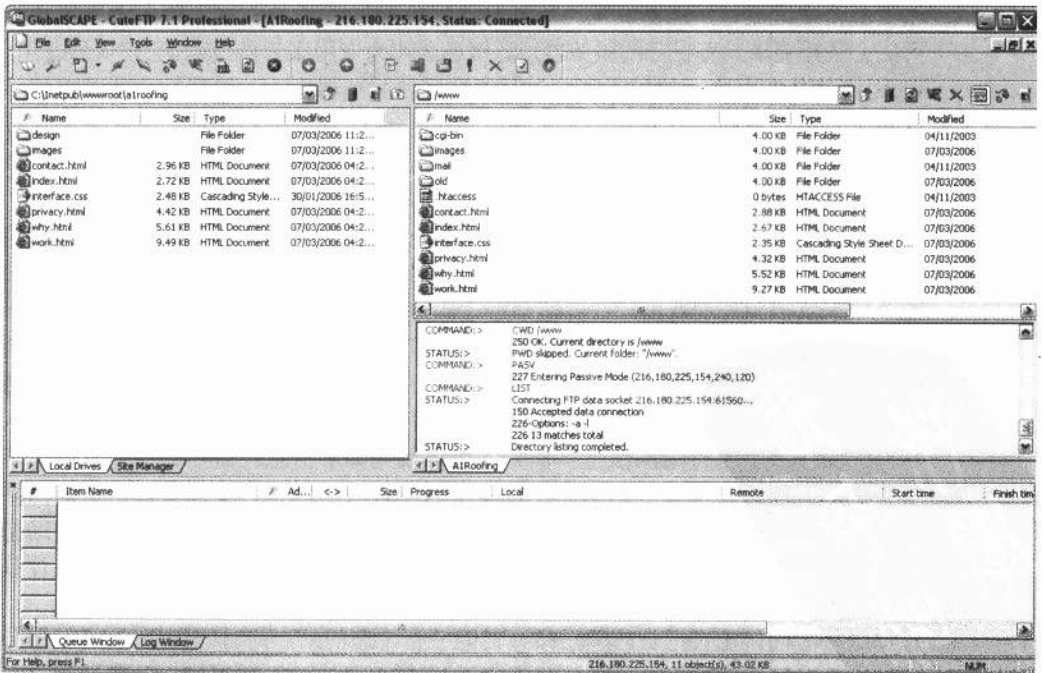 GlobalSCAPE - CuteFTP 7.1 Professional - [A1Roofing - 216.180.225.154, Status: Connected]
File Edit View Tools Window Help
C:\Inetpub\wwwroot\a1roofing
Name Size Type Modified
design File Folder 07/03/2006 11:2...
images File Folder 07/03/2006 11:2...
contact.html 2.96 KB HTML Document 07/03/2006 04:2...
index.html 2.72 KB HTML Document 07/03/2006 04:2...
interface.css 2.48 KB Cascading Style... 30/01/2006 16:5...
privacy.html 4.42 KB HTML Document 07/03/2006 04:2...
why.html 5.61 KB HTML Document 07/03/2006 04:2...
work.html 9.49 KB HTML Document 07/03/2006 04:2...
Local Drives Site Manager
/www
Name Size Type Modified
cgi-bin 4.00 KB File Folder 04/11/2003
images 4.00 KB File Folder 07/03/2006
mail 4.00 KB File Folder 04/11/2003
old 4.00 KB File Folder 07/03/2006
.htaccess 0 bytes HTACCESS File 04/11/2003
contact.html 2.88 KB HTML Document 07/03/2006
index.html 2.67 KB HTML Document 07/03/2006
interface.css 2.35 KB Cascading Style Sheet D... 07/03/2006
privacy.html 4.32 KB HTML Document 07/03/2006
why.html 5.52 KB HTML Document 07/03/2006
work.html 9.27 KB HTML Document 07/03/2006
COMMAND:> CWD /www
250 OK. Current directory is /www
STATUS:> PWD skipped. Current folder: "/www".
COMMAND:> PASV
227 Entering Passive Mode (216,180,225,154,240,120)
COMMAND:> LIST
STATUS:> Connecting FTP data socket 216.180.225.154:61560...
150 Accepted data connection
226-Options: -a -l
226 13 matches total
STATUS:> Directory listing completed.
A1Roofing
# Item Name Ad... <-> Size Progress Local Remote Start time Finish tim
Queue Window Log Window
For Help, press F1 216.180.225.154, 11 object(s), 43.02 KB NUM